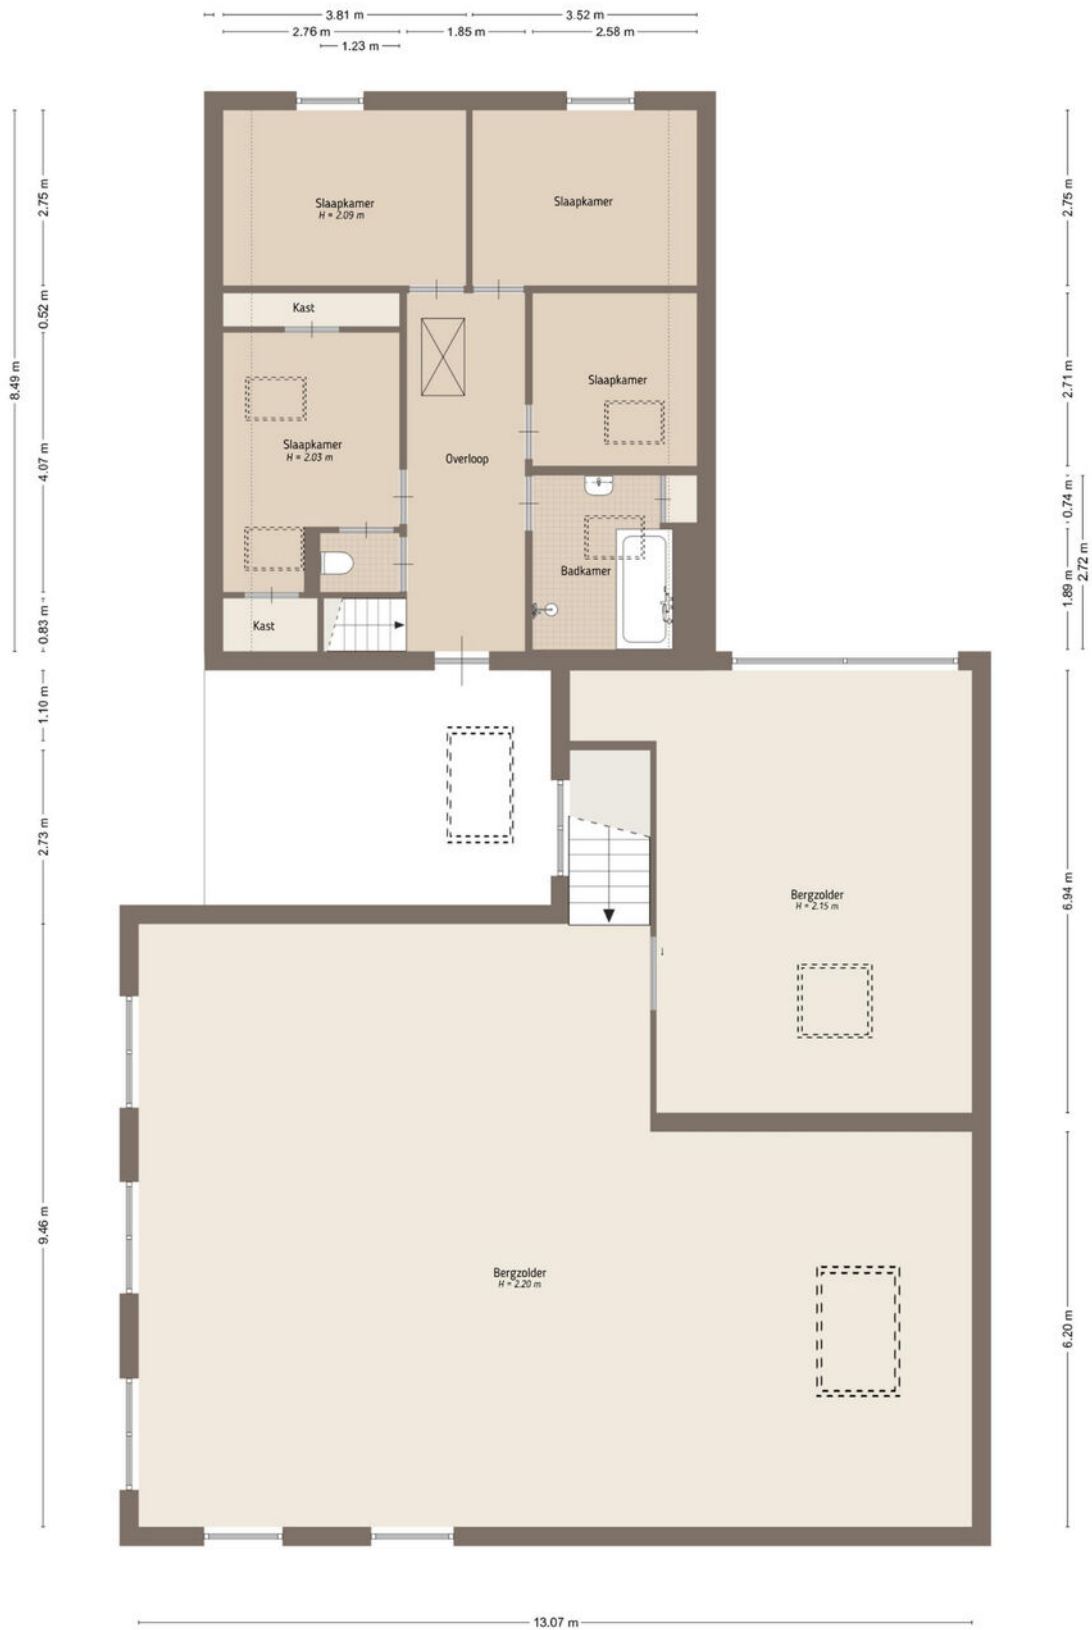 3.81 m
3.52 m
2.76 m
1.85 m
2.58 m
1.23 m
8.49 m
2.75 m
0.52 m
4.07 m
0.83 m
1.10 m
2.73 m
9.46 m
2.75 m
2.71 m
0.74 m
1.89 m
2.72 m
6.94 m
6.20 m
Slaapkamer
H = 2.09 m
Slaapkamer
Kast
Slaapkamer
Slaapkamer
H = 2.03 m
Overloop
Badkamer
Kast
Bergzolder
H = 2.15 m
Bergzolder
H = 2.20 m
13.07 m